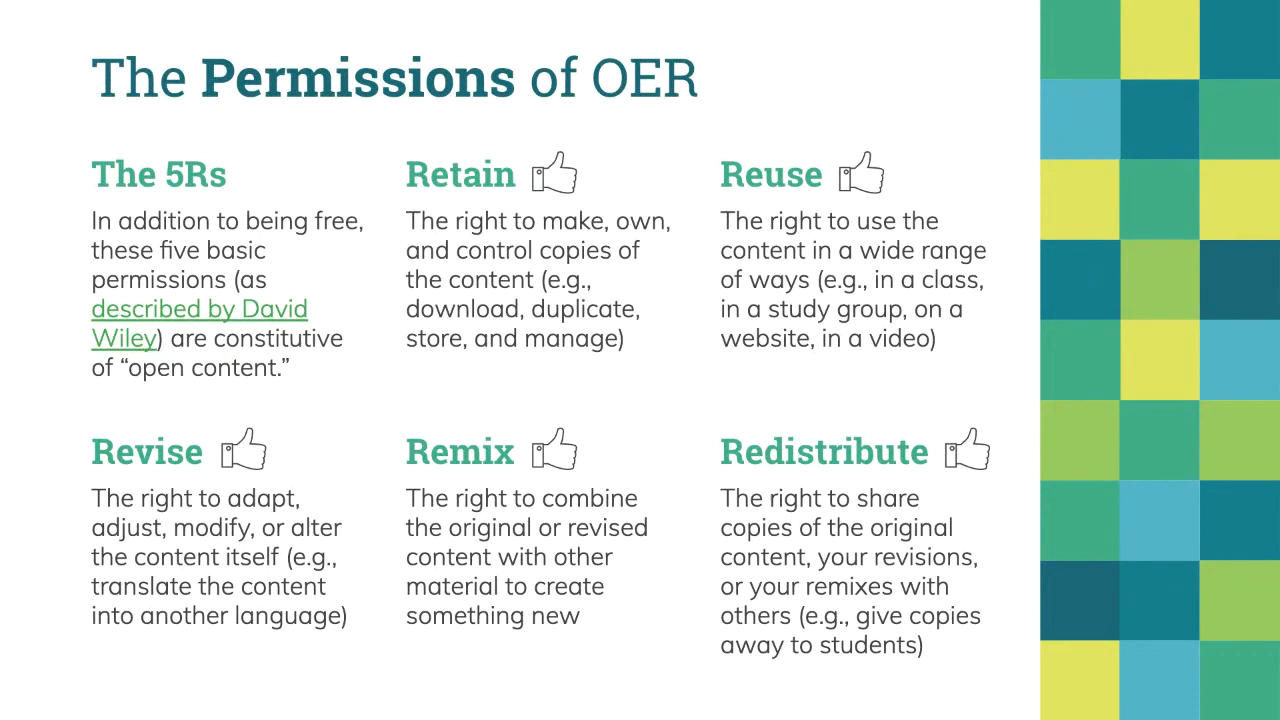 The Permissions of OER
The 5Rs
In addition to being free,
these five basic
permissions (as
described by David
Wiley) are constitutive
of “open content.”
Retain
The right to make, own,
and control copies of
the content (e.g.,
download, duplicate,
store, and manage)
Reuse
The right to use the
content in a wide range
of ways (e.g., in a class,
in a study group, on a
website, in a video)
Revise
The right to adapt,
adjust, modify, or alter
the content itself (e.g.,
translate the content
into another language)
Remix
The right to combine
the original or revised
content with other
material to create
something new
Redistribute
The right to share
copies of the original
content, your revisions,
or your remixes with
others (e.g., give copies
away to students)